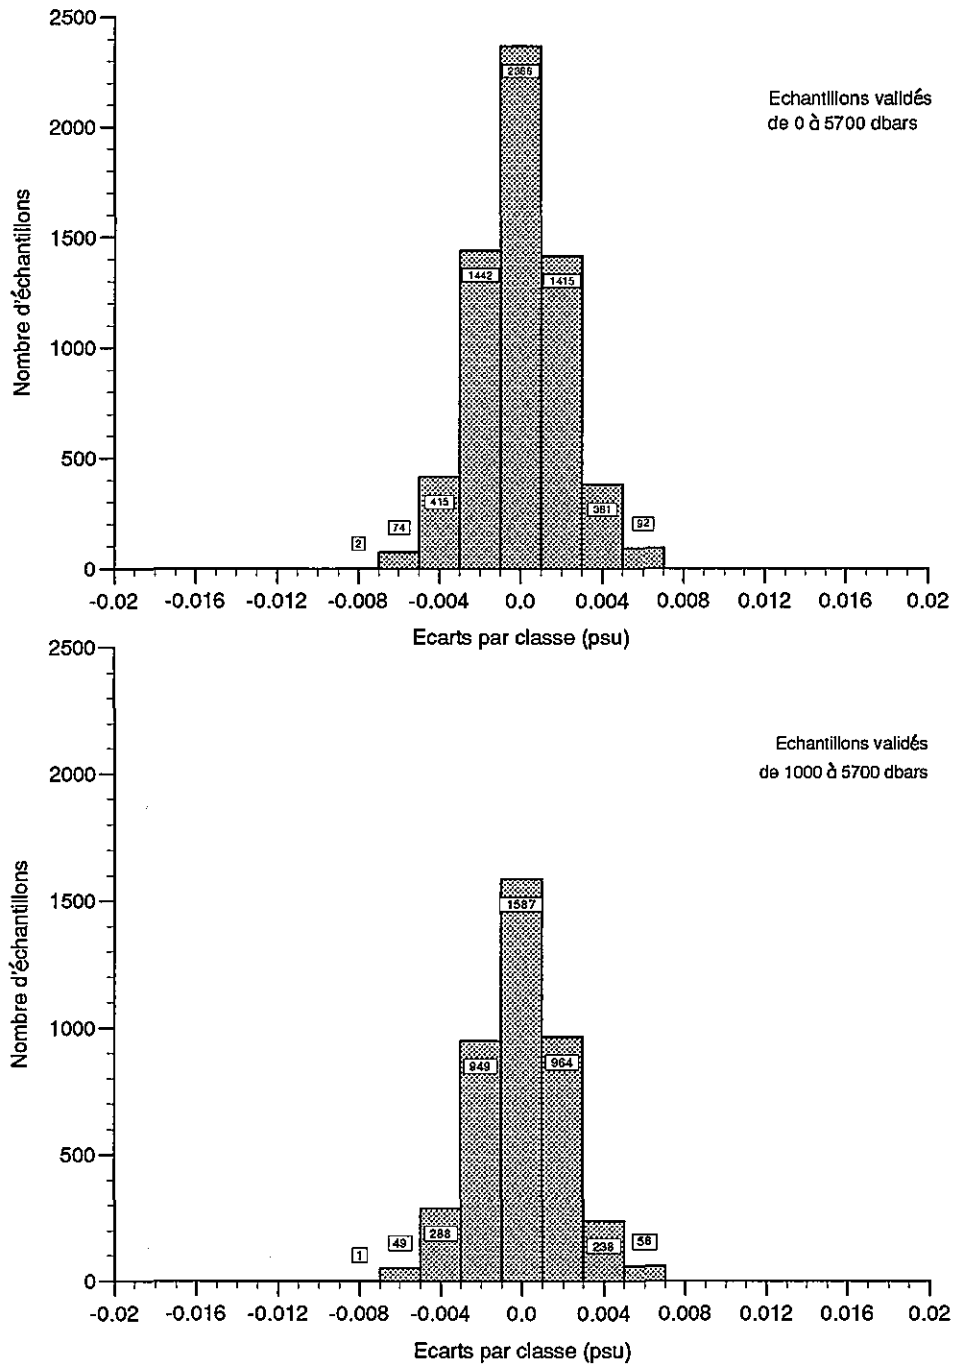 2500
2000
1500
1000
500
0
Nombre d'échantillons
Echantillons validés
de 0 à 5700 dbars
2
74
415
1442
2366
1415
381
92
-0.02 -0.016 -0.012 -0.008 -0.004 0.0 0.004 0.008 0.012 0.016 0.02
Ecarts par classe (psu)
2500
2000
1500
1000
500
0
Nombre d'échantillons
Echantillons validés
de 1000 à 5700 dbars
1
49
288
949
1587
964
238
-0.02 -0.016 -0.012 -0.008 -0.004 0.0 0.004 0.008 0.012 0.016 0.02
Ecarts par classe (psu)